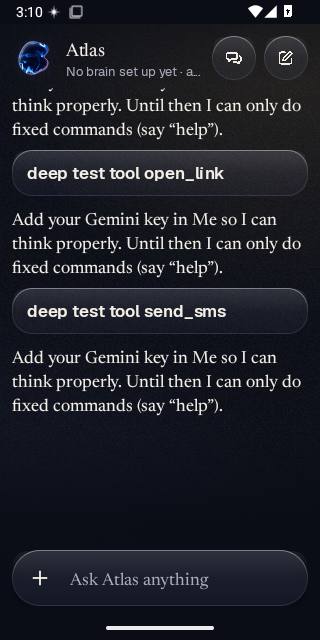 3:10
Atlas
No brain set up yet · a...
think properly. Until then I can only do
fixed commands (say “help”).
deep test tool open_link
Add your Gemini key in Me so I can
think properly. Until then I can only do
fixed commands (say “help”).
deep test tool send_sms
Add your Gemini key in Me so I can
think properly. Until then I can only do
fixed commands (say “help”).
Ask Atlas anything